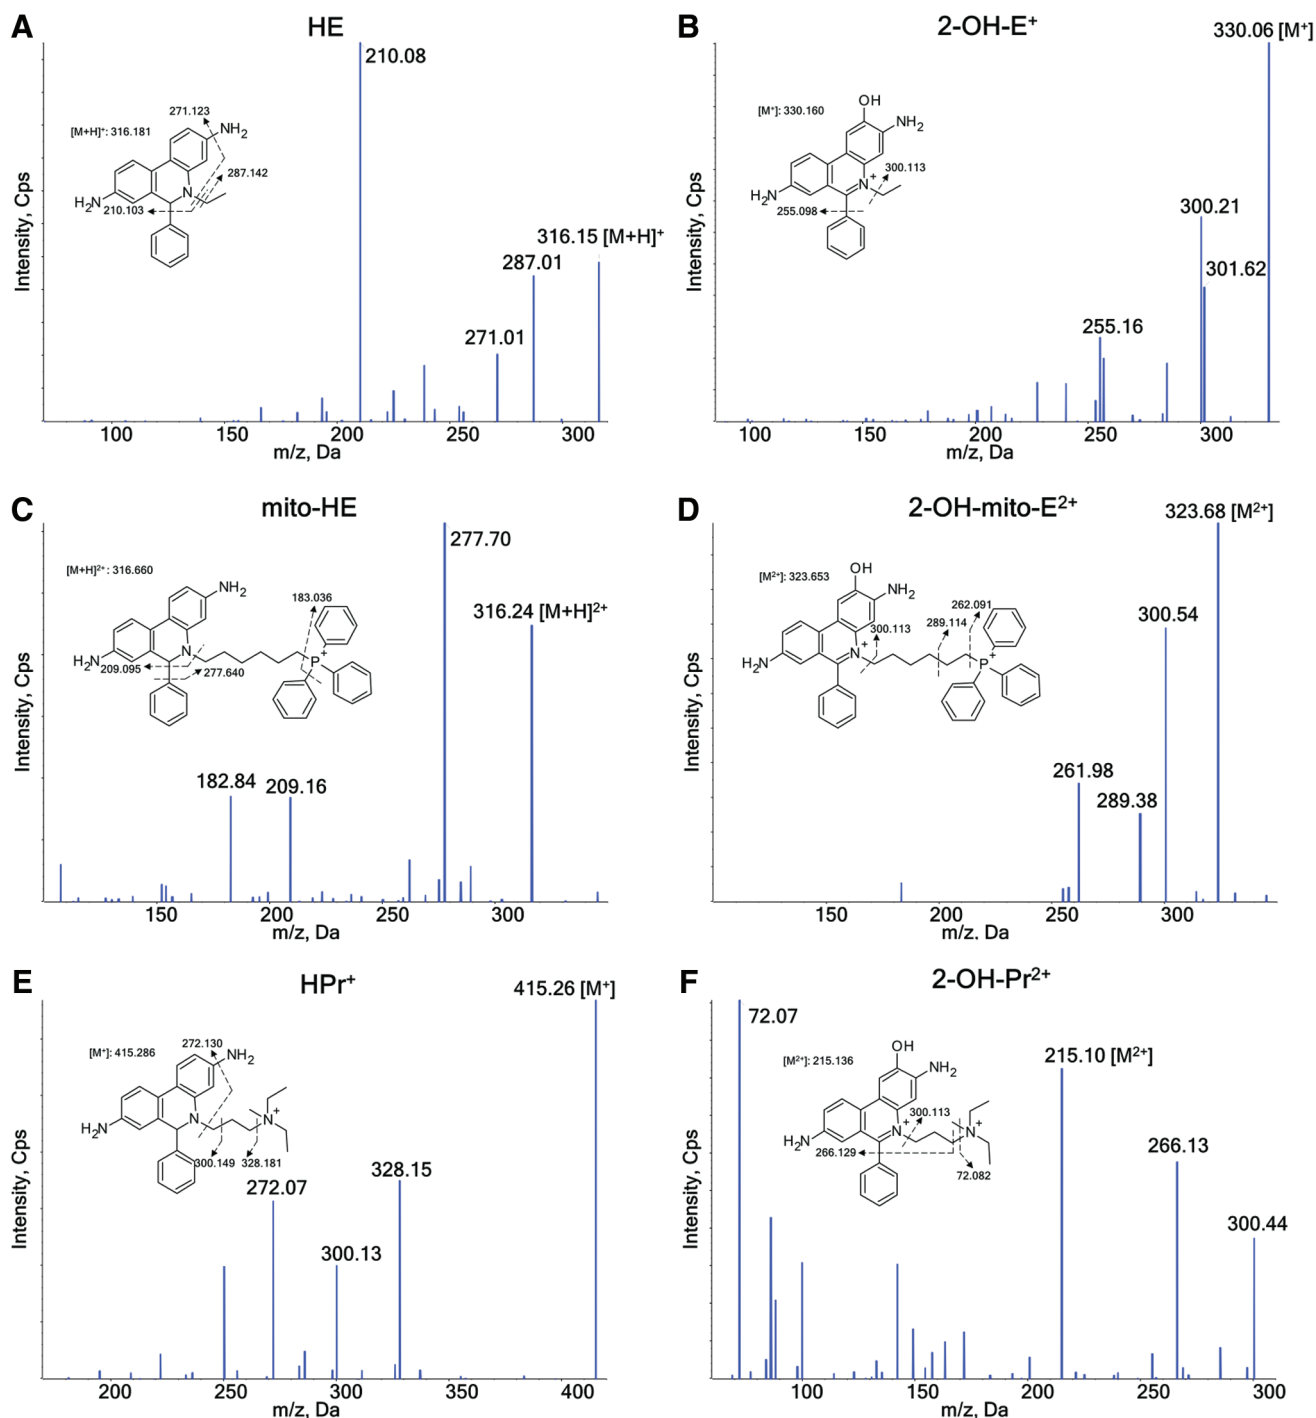 A
HE
Intensity, Cps
210.08
271.123
[M+H]⁺: 316.181
NH₂
287.142
N
H₂N
210.103
316.15 [M+H]⁺
287.01
271.01
100 150 200 250 300
m/z, Da
B
2-OH-E⁺
330.06 [M⁺]
Intensity, Cps
OH
[M⁺]: 330.160
NH₂
300.113
N⁺
H₂N
255.098
300.21
301.62
255.16
100 150 200 250 300
m/z, Da
C
mito-HE
Intensity, Cps
277.70
[M+H]²⁺: 316.660
NH₂
183.036
316.24 [M+H]²⁺
N
P⁺
H₂N
209.095
277.640
182.84
209.16
150 200 250 300
m/z, Da
D
2-OH-mito-E²⁺
323.68 [M²⁺]
Intensity, Cps
OH
[M²⁺]: 323.653
NH₂
262.091
289.114
300.113
300.54
N⁺
P⁺
H₂N
261.98
289.38
150 200 250 300
m/z, Da
E
HPr⁺
415.26 [M⁺]
Intensity, Cps
272.130
[M⁺]: 415.286
NH₂
N
N⁺
H₂N
300.149
328.181
328.15
272.07
300.13
200 250 300 350 400
m/z, Da
F
2-OH-Pr²⁺
72.07
Intensity, Cps
OH
215.10 [M²⁺]
[M²⁺]: 215.136
NH₂
300.113
N⁺
N⁺
H₂N
266.129
72.082
266.13
300.44
100 150 200 250 300
m/z, Da